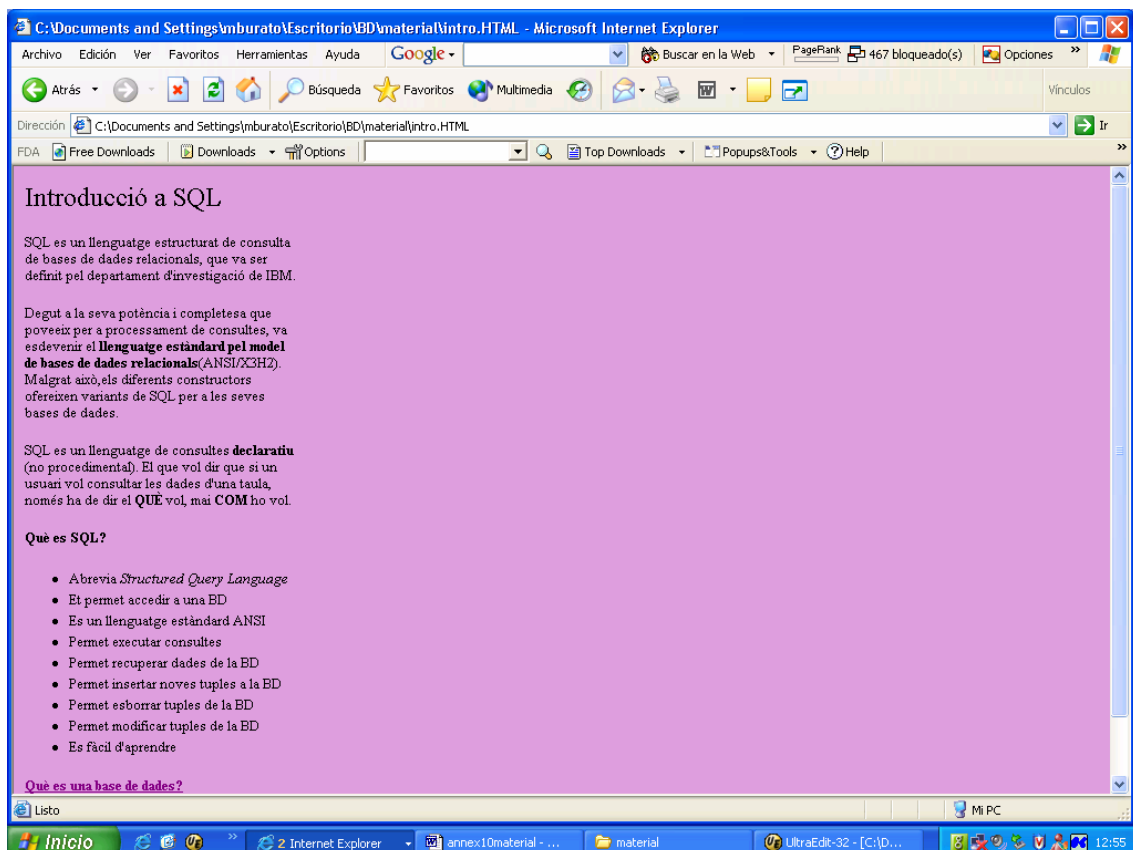 C:\Documents and Settings\mburato\Escritorio\BD\material\intro.HTML - Microsoft Internet Explorer
Archivo Edición Ver Favoritos Herramientas Ayuda Google Buscar en la Web PageRank 467 bloqueado(s) Opciones »
Atrás Búsqueda Favoritos Multimedia Vínculos
Dirección C:\Documents and Settings\mburato\Escritorio\BD\material\intro.HTML Ir
FDA Free Downloads Downloads Options Top Downloads Popups&Tools Help »
Introducció a SQL
SQL es un llenguatge estructurat de consulta
de bases de dades relacionals, que va ser
definit pel departament d'investigació de IBM.
Degut a la seva potència i completesa que
poveeix per a processament de consultes, va
esdevenir el llenguatge estàndard pel model
de bases de dades relacionals(ANSI/X3H2).
Malgrat això,els diferents constructors
ofereixen variants de SQL per a les seves
bases de dades.
SQL es un llenguatge de consultes declaratiu
(no procedimental). El que vol dir que si un
usuari vol consultar les dades d'una taula,
només ha de dir el QUÈ vol, mai COM ho vol.
Què es SQL?
• Abrevia Structured Query Language
• Et permet accedir a una BD
• Es un llenguatge estàndard ANSI
• Permet executar consultes
• Permet recuperar dades de la BD
• Permet insertar noves tuples a la BD
• Permet esborrar tuples de la BD
• Permet modificar tuples de la BD
• Es fàcil d'aprendre
Què es una base de dades?
Listo Mi PC
Inicio » 2 Internet Explorer annex10material - ... material UltraEdit-32 - [C:\D... 12:55